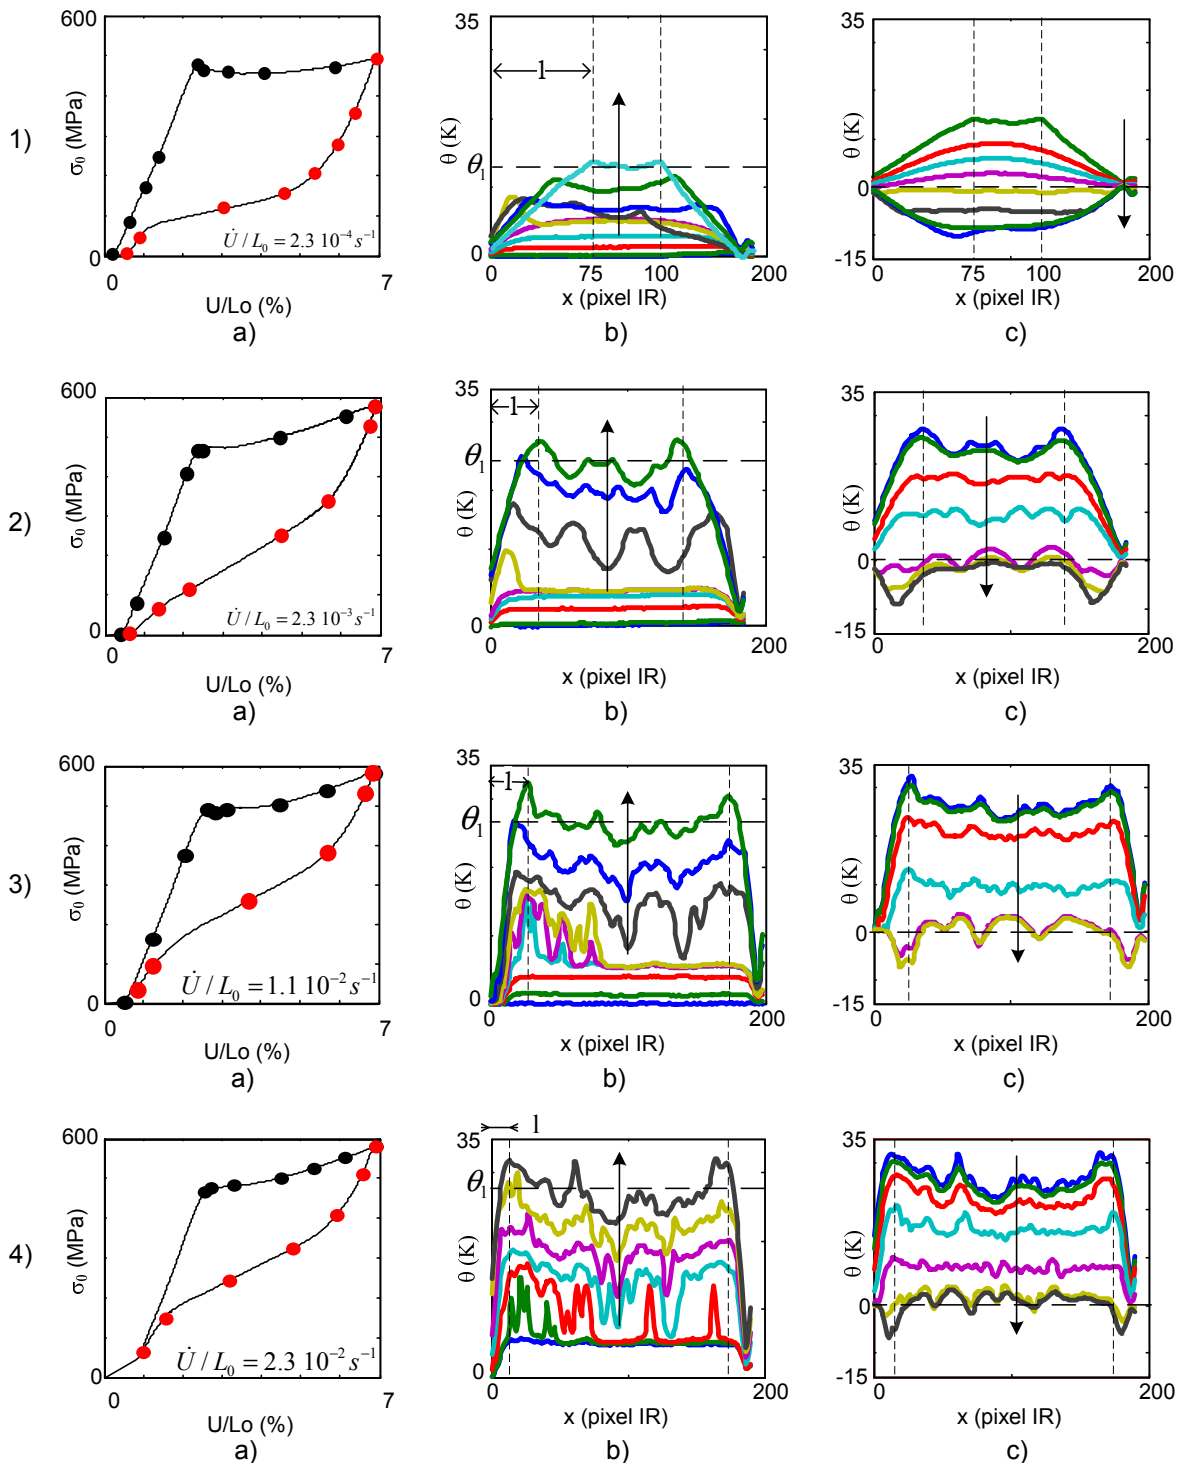 1)
600
σ₀ (MPa)
0
0
7
U̇ / L₀ = 2.3 10⁻⁴ s⁻¹
U/Lo (%)
a)
35
l
θ (K)
θ₁
0
0
75
100
200
x (pixel IR)
b)
35
θ (K)
0
-15
0
75
100
200
x (pixel IR)
c)
2)
600
σ₀ (MPa)
0
0
7
U̇ / L₀ = 2.3 10⁻³ s⁻¹
U/Lo (%)
a)
35
l
θ₁
θ (K)
0
0
200
x (pixel IR)
b)
35
θ (K)
0
-15
0
200
x (pixel IR)
c)
3)
600
σ₀ (MPa)
0
0
7
U̇ / L₀ = 1.1 10⁻² s⁻¹
U/Lo (%)
a)
35
l
θ₁
θ (K)
0
0
200
x (pixel IR)
b)
35
θ (K)
0
-15
0
200
x (pixel IR)
c)
4)
600
σ₀ (MPa)
0
0
7
U̇ / L₀ = 2.3 10⁻² s⁻¹
U/Lo (%)
a)
l
35
θ₁
θ (K)
0
0
200
x (pixel IR)
b)
35
θ (K)
0
-15
0
200
x (pixel IR)
c)